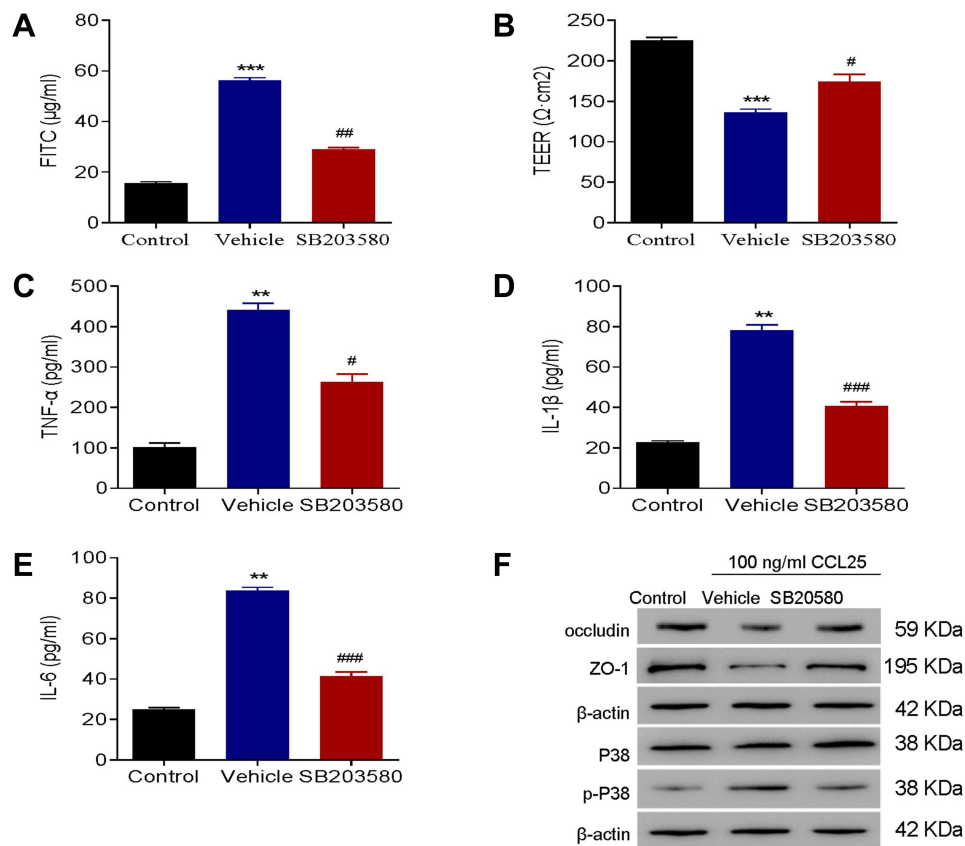 A
FITC (μg/ml)
80
60
40
20
0
***
##
Control Vehicle SB203580
B
TEER (Ω·cm2)
250
200
150
100
50
0
***
#
Control Vehicle SB203580
C
TNF-α (pg/ml)
500
400
300
200
100
0
**
#
Control Vehicle SB203580
D
IL-1β (pg/ml)
100
80
60
40
20
0
**
###
Control Vehicle SB203580
E
IL-6 (pg/ml)
80
60
40
20
0
**
###
Control Vehicle SB203580
F
100 ng/ml CCL25
Control Vehicle SB20580
occludin 59 KDa
ZO-1 195 KDa
β-actin 42 KDa
P38 38 KDa
p-P38 38 KDa
β-actin 42 KDa